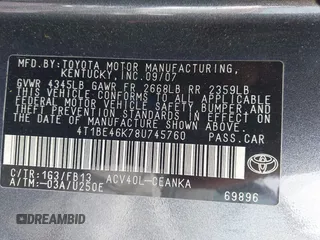 MFD.BY:TOYOTA MOTOR MANUFACTURING,
KENTUCKY, INC.09/07
GVWR 4345LB GAWR FR 2668LB RR 2359LB
THIS VEHICLE CONFORMS TO ALL APPLICABLE
FEDERAL MOTOR VEHICLE SAFETY, BUMPER, AND
THEFT PREVENTION STANDARDS IN EFFECT ON
THE DATE OF MANUFACTURE SHOWN ABOVE.
4T1BE46K78U745760 PASS.CAR
C/TR:1G3/FB13 ACV40L-CEANKA
A/TM:-03A/U250E
TOYOTA
69896
DREAMBID